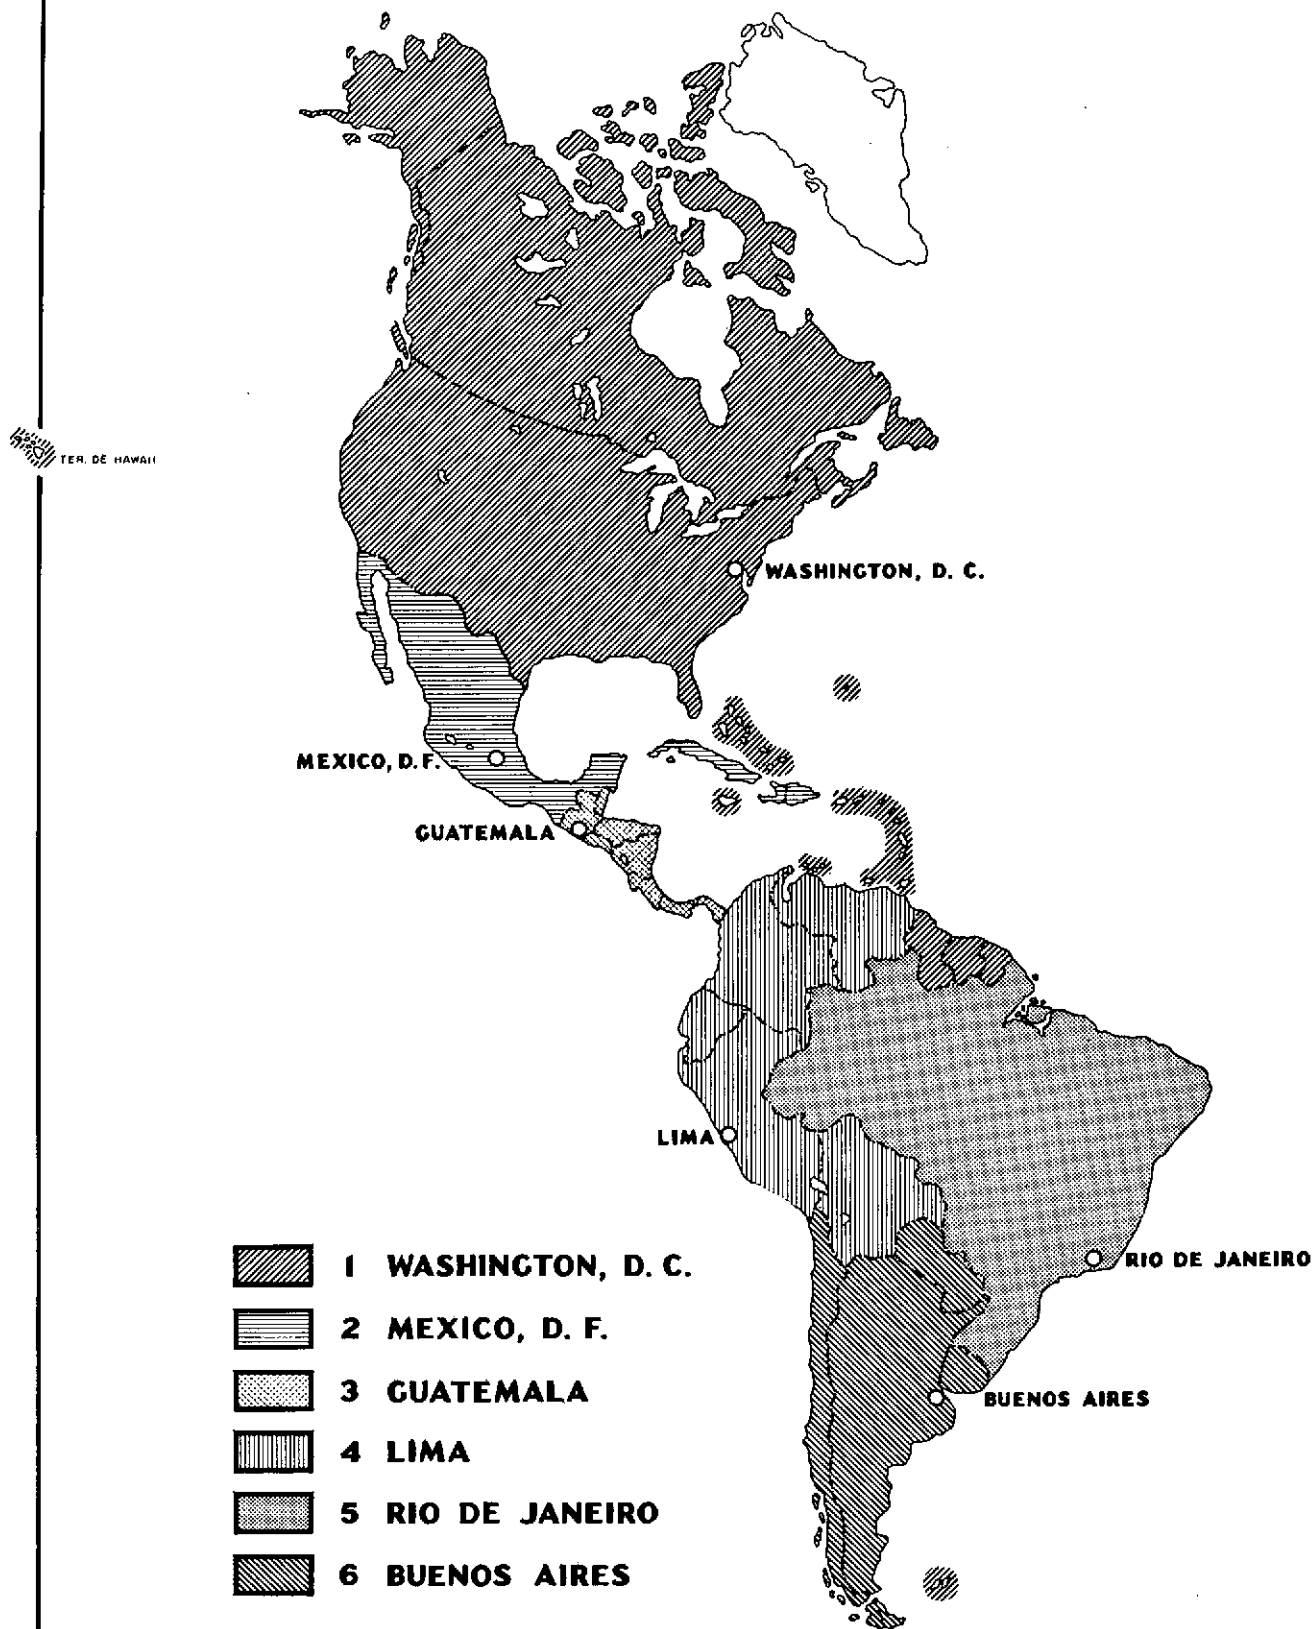 TER. DE HAWAII
WASHINGTON, D. C.
MEXICO, D. F.
GUATEMALA
LIMA
RIO DE JANEIRO
BUENOS AIRES
1 WASHINGTON, D. C.
2 MEXICO, D. F.
3 GUATEMALA
4 LIMA
5 RIO DE JANEIRO
6 BUENOS AIRES